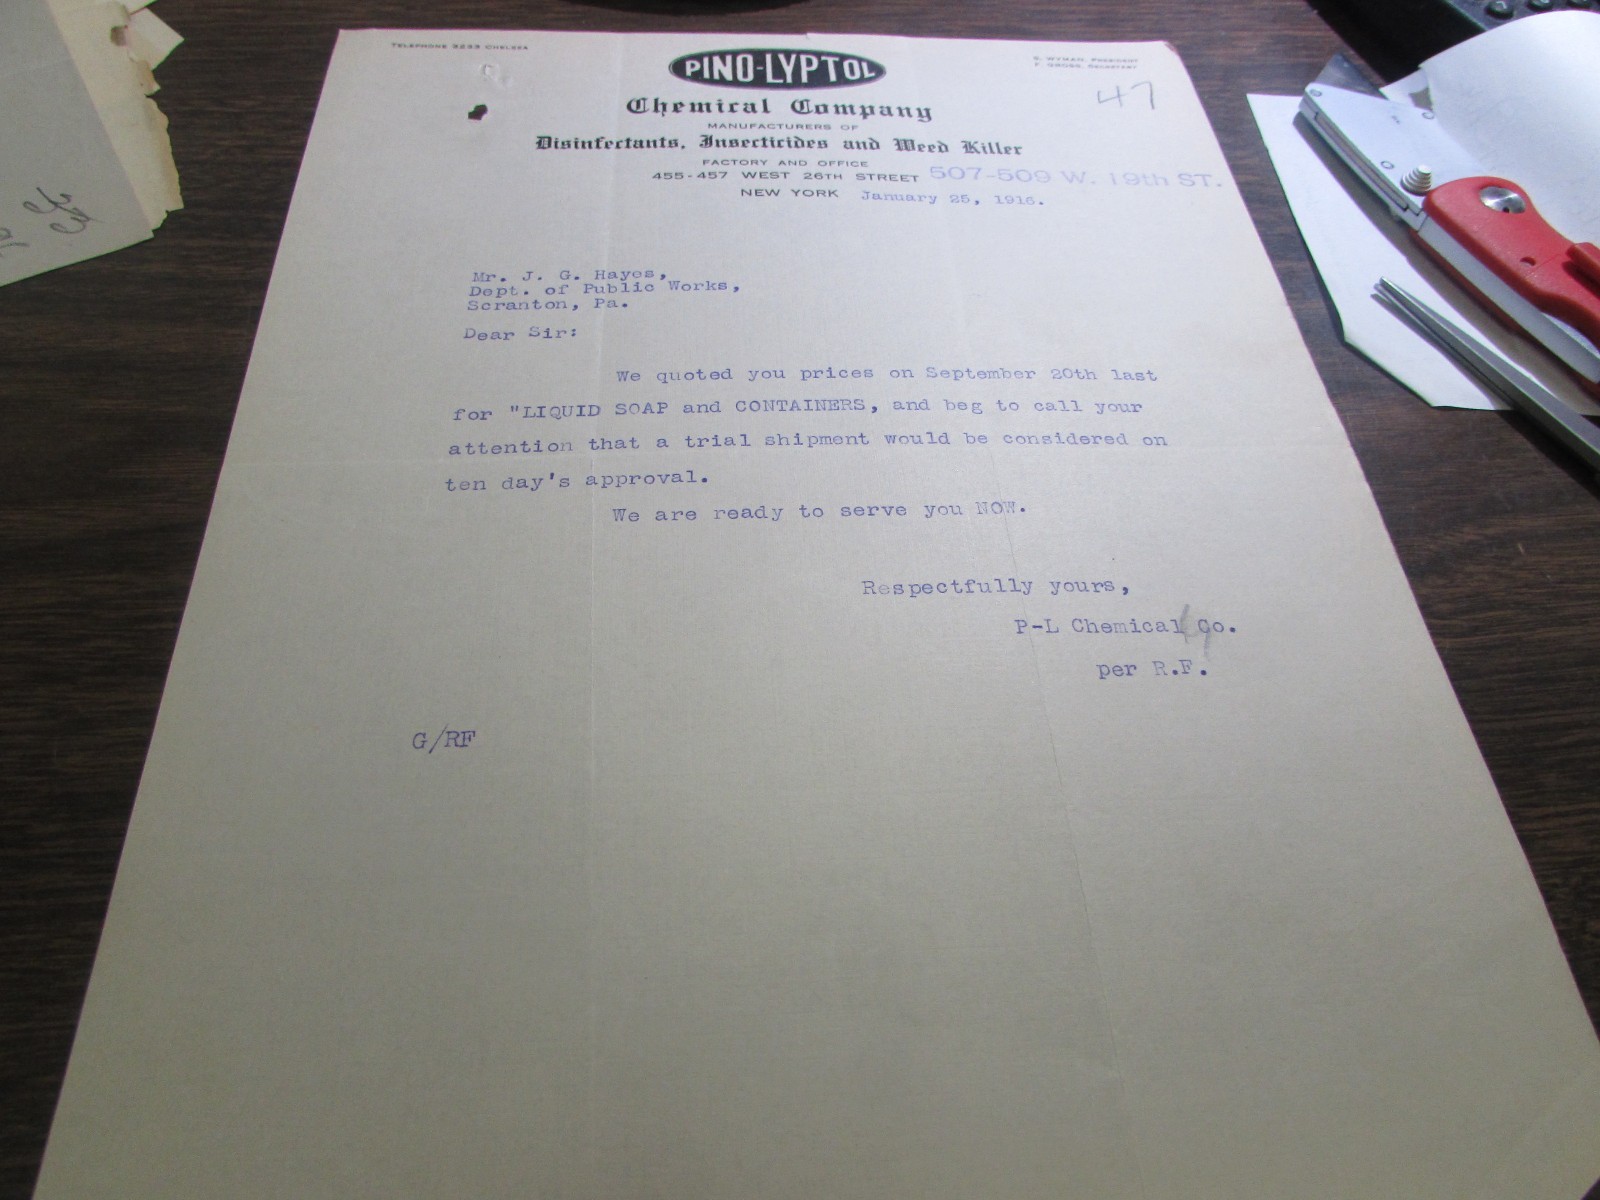 TELEPHONE 3233 CHELSEA
E. WYMAN, PRESIDENT
F. GROSS, SECRETARY
PINO-LYPTOL
47
Chemical Company
MANUFACTURERS OF
Disinfectants, Insecticides and Weed Killer
FACTORY AND OFFICE
455-457 WEST 26TH STREET 507-509 W. 19th ST.
NEW YORK January 25, 1916.
Mr. J. G. Hayes,
Dept. of Public Works,
Scranton, Pa.
Dear Sir:
We quoted you prices on September 20th last
for "LIQUID SOAP and CONTAINERS, and beg to call your
attention that a trial shipment would be considered on
ten day's approval.
We are ready to serve you NOW.
Respectfully yours,
P-L Chemical Co.
per R.F.
G/RF